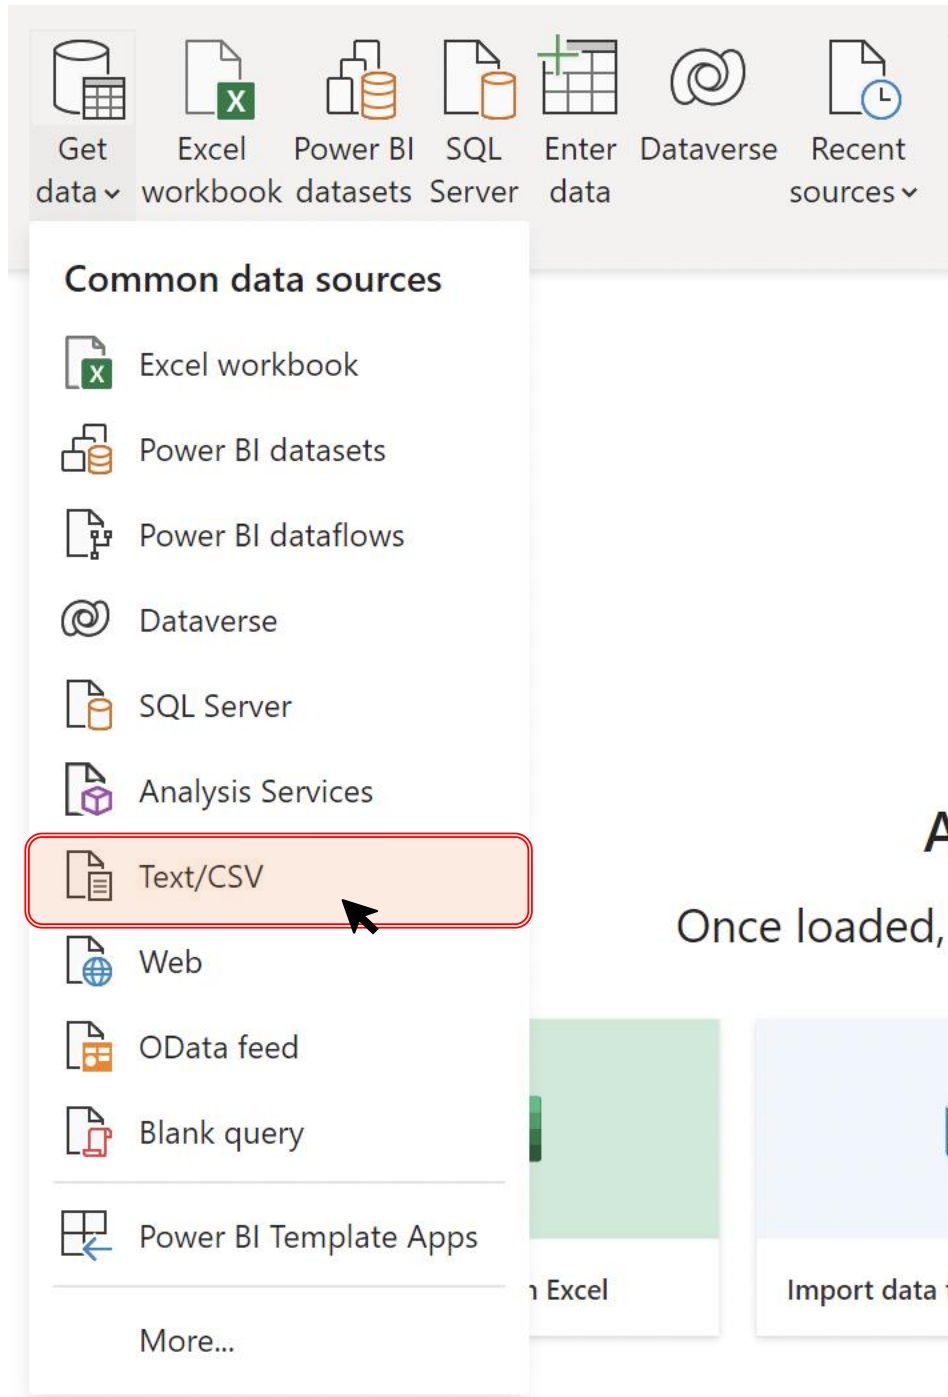 Get data
Excel workbook
Power BI datasets
SQL Server
Enter data
Dataverse
Recent sources
Common data sources
Excel workbook
Power BI datasets
Power BI dataflows
Dataverse
SQL Server
Analysis Services
Text/CSV
Web
OData feed
Blank query
Power BI Template Apps
More...
Once loaded,
Excel
Import data